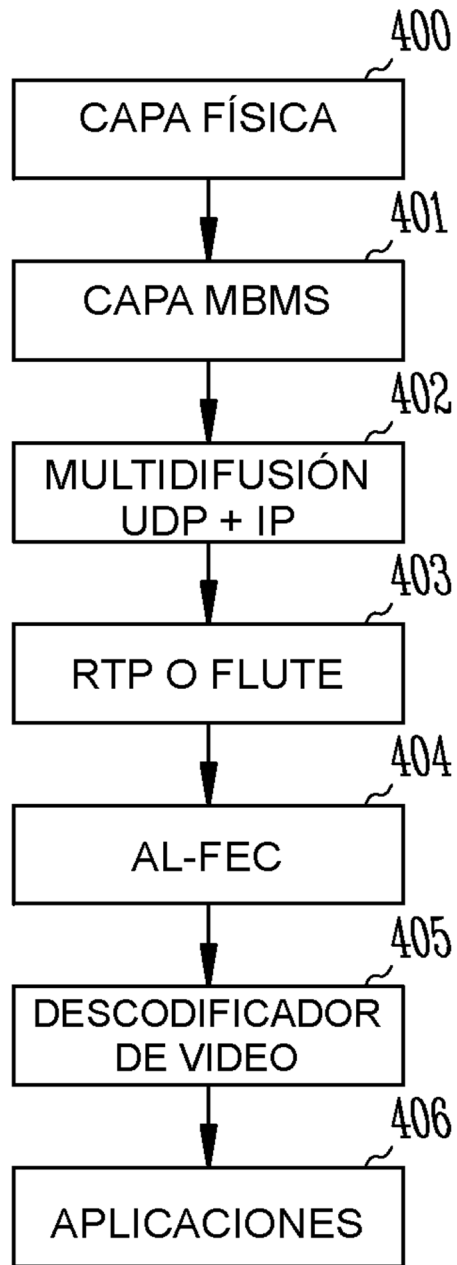 400
CAPA FÍSICA
401
CAPA MBMS
402
MULTIDIFUSIÓN
UDP + IP
403
RTP O FLUTE
404
AL-FEC
405
DESCODIFICADOR
DE VIDEO
406
APLICACIONES